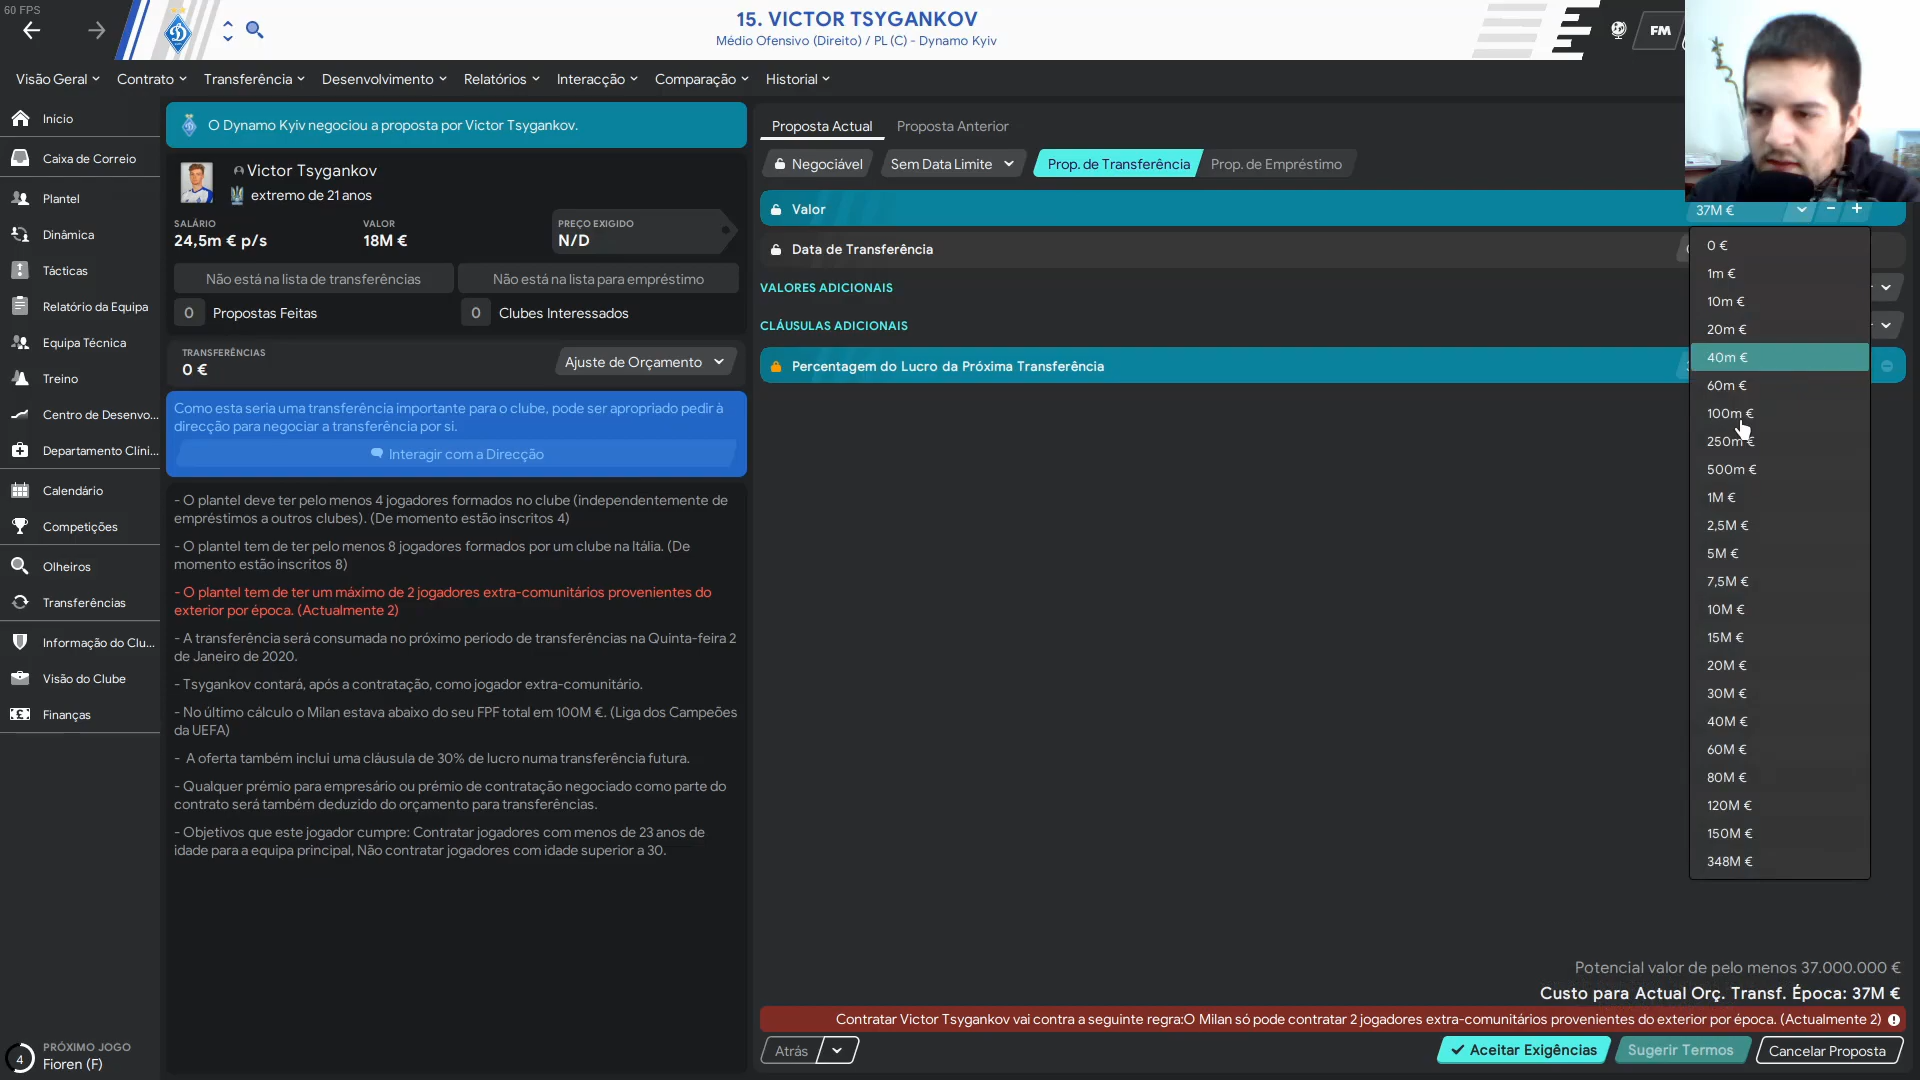 60 FPS
15. VICTOR TSYGANKOV
Médio Ofensivo (Direito) / PL (C) - Dynamo Kyiv
FM
Visão Geral
Contrato
Transferência
Desenvolvimento
Relatórios
Interacção
Comparação
Historial
Início
Caixa de Correio
Plantel
Dinâmica
Tácticas
Relatório da Equipa
Equipa Técnica
Treino
Centro de Desenvo...
Departamento Clíni...
Calendário
Competições
Olheiros
Transferências
Informação do Clu...
Visão do Clube
Finanças
4
PRÓXIMO JOGO
Fioren (F)
O Dynamo Kyiv negociou a proposta por Victor Tsygankov.
Victor Tsygankov
extremo de 21 anos
SALÁRIO
24,5m € p/s
VALOR
18M €
PREÇO EXIGIDO
N/D
Não está na lista de transferências
Não está na lista para empréstimo
0 Propostas Feitas
0 Clubes Interessados
TRANSFERÊNCIAS
0 €
Ajuste de Orçamento
Como esta seria uma transferência importante para o clube, pode ser apropriado pedir à
direcção para negociar a transferência por si.
Interagir com a Direcção
- O plantel deve ter pelo menos 4 jogadores formados no clube (independentemente de
empréstimos a outros clubes). (De momento estão inscritos 4)
- O plantel tem de ter pelo menos 8 jogadores formados por um clube na Itália. (De
momento estão inscritos 8)
- O plantel tem de ter um máximo de 2 jogadores extra-comunitários provenientes do
exterior por época. (Actualmente 2)
- A transferência será consumada no próximo período de transferências na Quinta-feira 2
de Janeiro de 2020.
- Tsygankov contará, após a contratação, como jogador extra-comunitário.
- No último cálculo o Milan estava abaixo do seu FPF total em 100M €. (Liga dos Campeões
da UEFA)
- A oferta também inclui uma cláusula de 30% de lucro numa transferência futura.
- Qualquer prémio para empresário ou prémio de contratação negociado como parte do
contrato será também deduzido do orçamento para transferências.
- Objetivos que este jogador cumpre: Contratar jogadores com menos de 23 anos de
idade para a equipa principal, Não contratar jogadores com idade superior a 30.
Proposta Actual
Proposta Anterior
Negociável
Sem Data Limite
Prop. de Transferência
Prop. de Empréstimo
Valor
37M €
Data de Transferência
VALORES ADICIONAIS
CLÁUSULAS ADICIONAIS
Percentagem do Lucro da Próxima Transferência
0 €
1m €
10m €
20m €
40m €
60m €
100m €
250m €
500m €
1M €
2,5M €
5M €
7,5M €
10M €
15M €
20M €
30M €
40M €
60M €
80M €
120M €
150M €
348M €
Potencial valor de pelo menos 37.000.000 €
Custo para Actual Orç. Transf. Época: 37M €
Contratar Victor Tsygankov vai contra a seguinte regra:O Milan só pode contratar 2 jogadores extra-comunitários provenientes do exterior por época. (Actualmente 2)
Atrás
Aceitar Exigências
Sugerir Termos
Cancelar Proposta